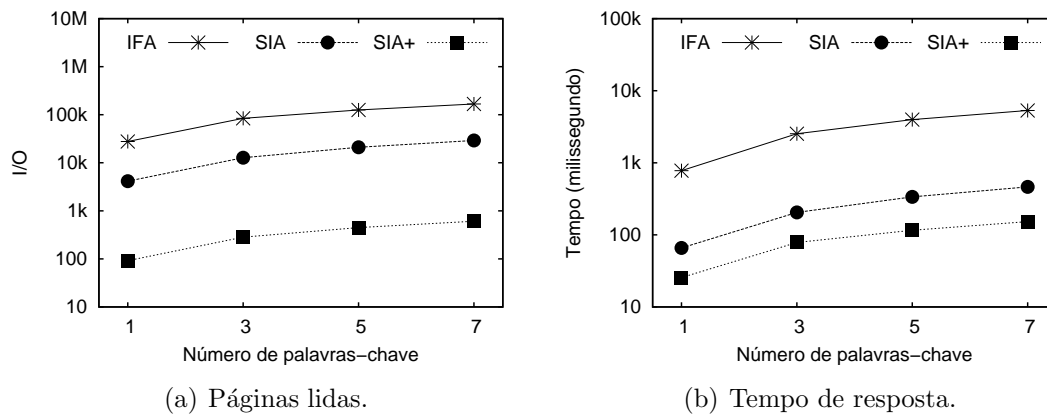 10M
1M
100k
10k
1k
100
10
I/O
IFA SIA SIA+
1 3 5 7
Número de palavras−chave
(a) Páginas lidas.
100k
10k
1k
100
10
Tempo (milissegundo)
IFA SIA SIA+
1 3 5 7
Número de palavras−chave
(b) Tempo de resposta.